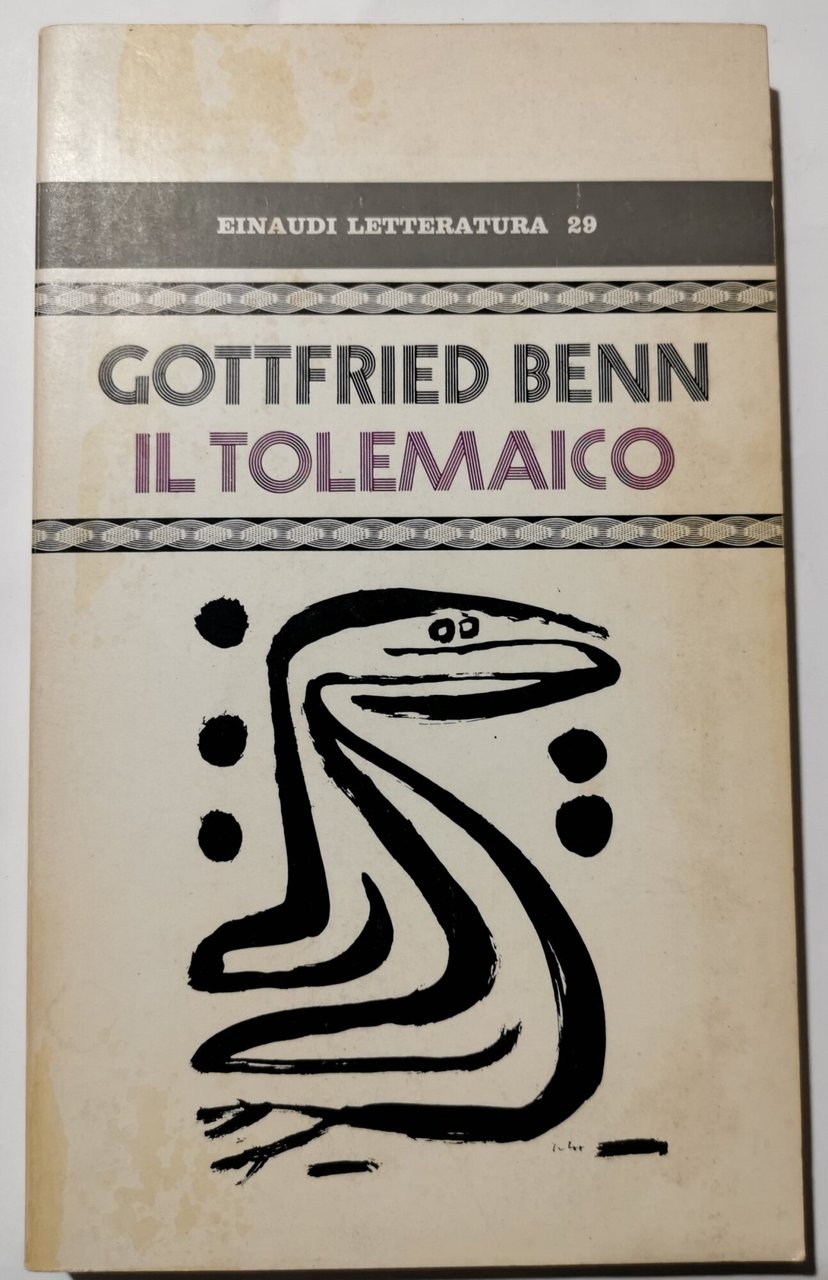 EINAUDI LETTERATURA 29
GOTTFRIED BENN
IL TOLEMAICO